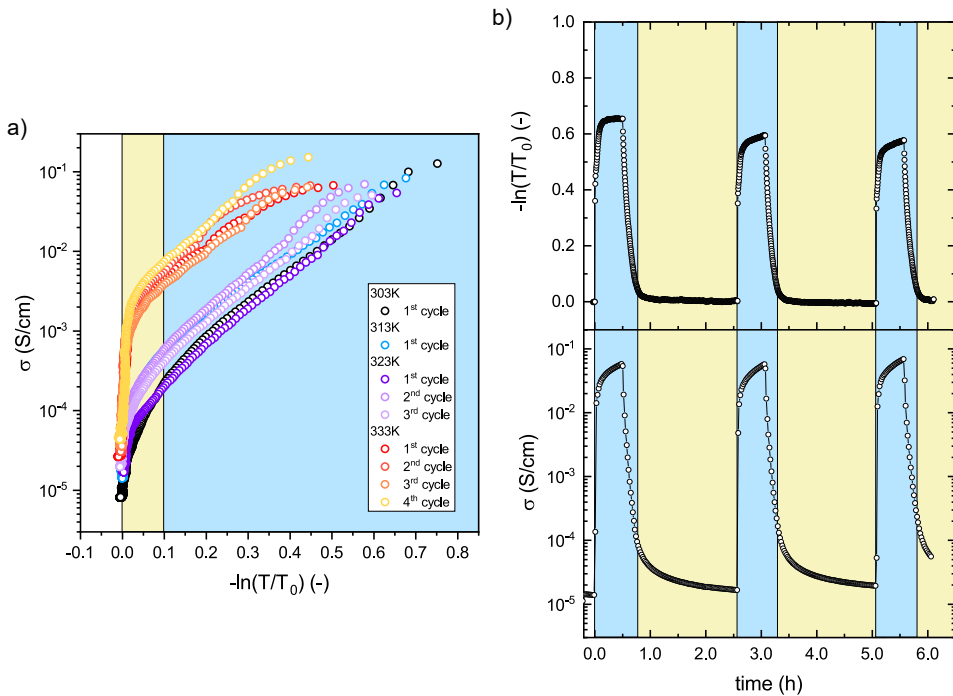 a)
σ (S/cm)
10⁻¹
10⁻²
10⁻³
10⁻⁴
10⁻⁵
-0.1 0.0 0.1 0.2 0.3 0.4 0.5 0.6 0.7 0.8
-ln(T/T₀) (-)
303K
1ˢᵗ cycle
313K
1ˢᵗ cycle
323K
1ˢᵗ cycle
2ⁿᵈ cycle
3ʳᵈ cycle
333K
1ˢᵗ cycle
2ⁿᵈ cycle
3ʳᵈ cycle
4ᵗʰ cycle
b)
-ln(T/T₀) (-)
1.0
0.8
0.6
0.4
0.2
0.0
σ (S/cm)
10⁻¹
10⁻²
10⁻³
10⁻⁴
10⁻⁵
0.0 1.0 2.0 3.0 4.0 5.0 6.0
time (h)